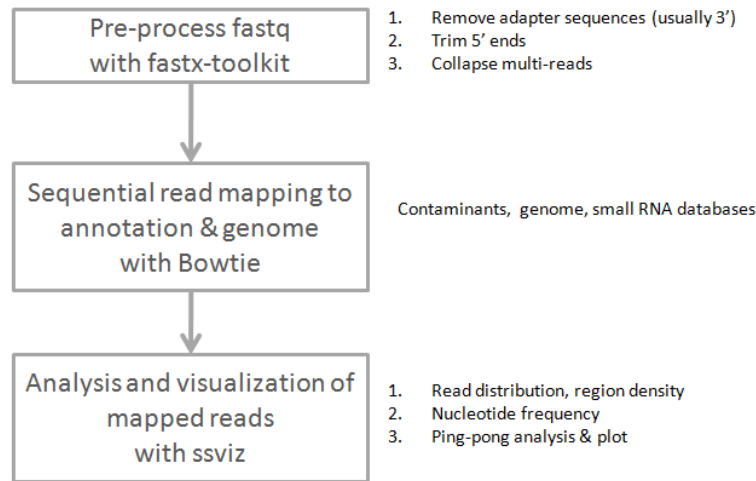 Pre-process fastq
with fastx-toolkit
1. Remove adapter sequences (usually 3’)
2. Trim 5’ ends
3. Collapse multi-reads
Sequential read mapping to
annotation & genome
with Bowtie
Contaminants, genome, small RNA databases
Analysis and visualization of
mapped reads
with ssviz
1. Read distribution, region density
2. Nucleotide frequency
3. Ping-pong analysis & plot